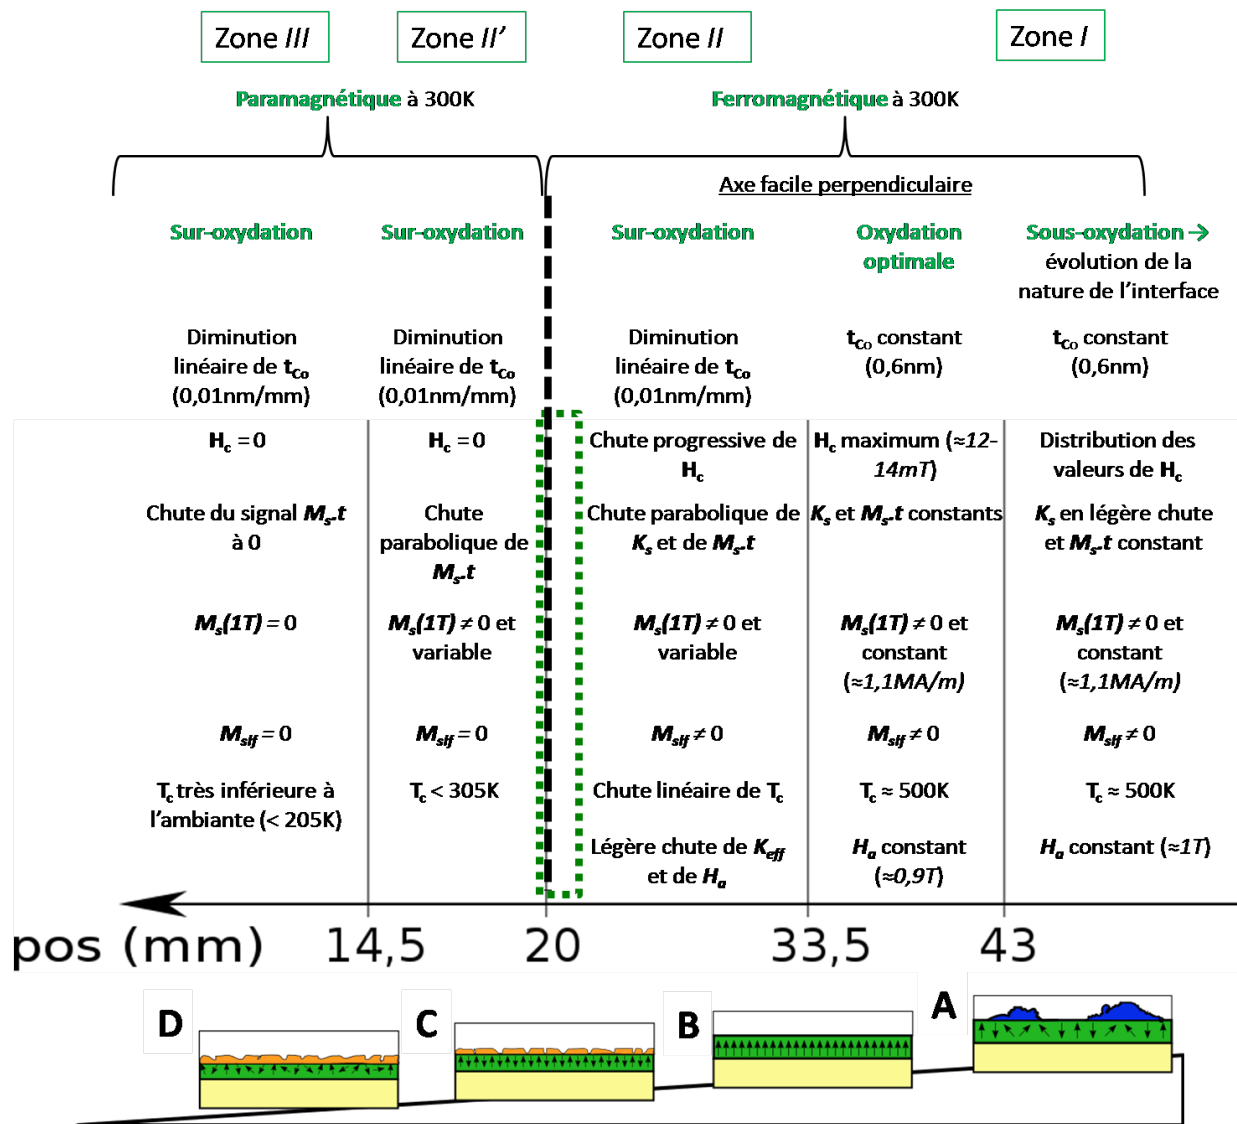 Zone III
Zone II’
Zone II
Zone I
Paramagnétique à 300K
Ferromagnétique à 300K
Axe facile perpendiculaire
Sur-oxydation
Sur-oxydation
Sur-oxydation
Oxydation
optimale
Sous-oxydation →
évolution de la
nature de l’interface
Diminution
linéaire de tCo
(0,01nm/mm)
Diminution
linéaire de tCo
(0,01nm/mm)
Diminution
linéaire de tCo
(0,01nm/mm)
tCo constant
(0,6nm)
tCo constant
(0,6nm)
Hc = 0
Hc = 0
Chute progressive de
Hc
Hc maximum (≈12-
14mT)
Distribution des
valeurs de Hc
Chute du signal Ms.t
à 0
Chute
parabolique de
Ms.t
Chute parabolique de
Ks et de Ms.t
Ks et Ms.t constants
Ks en légère chute
et Ms.t constant
Ms(1T) = 0
Ms(1T) ≠ 0 et
variable
Ms(1T) ≠ 0 et
variable
Ms(1T) ≠ 0 et
constant
(≈1,1MA/m)
Ms(1T) ≠ 0 et
constant
(≈1,1MA/m)
Mslf = 0
Mslf = 0
Mslf ≠ 0
Mslf ≠ 0
Mslf ≠ 0
Tc très inférieure à
l’ambiante (< 205K)
Tc < 305K
Chute linéaire de Tc
Tc ≈ 500K
Tc ≈ 500K
Légère chute de Keff
et de Ha
Ha constant
(≈0,9T)
Ha constant (≈1T)
pos (mm)
14,5
20
33,5
43
D
C
B
A